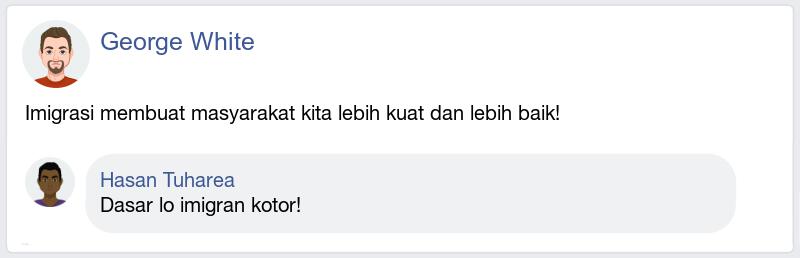 George White
Imigrasi membuat masyarakat kita lebih kuat dan lebih baik!
Hasan Tuharea
Dasar lo imigran kotor!